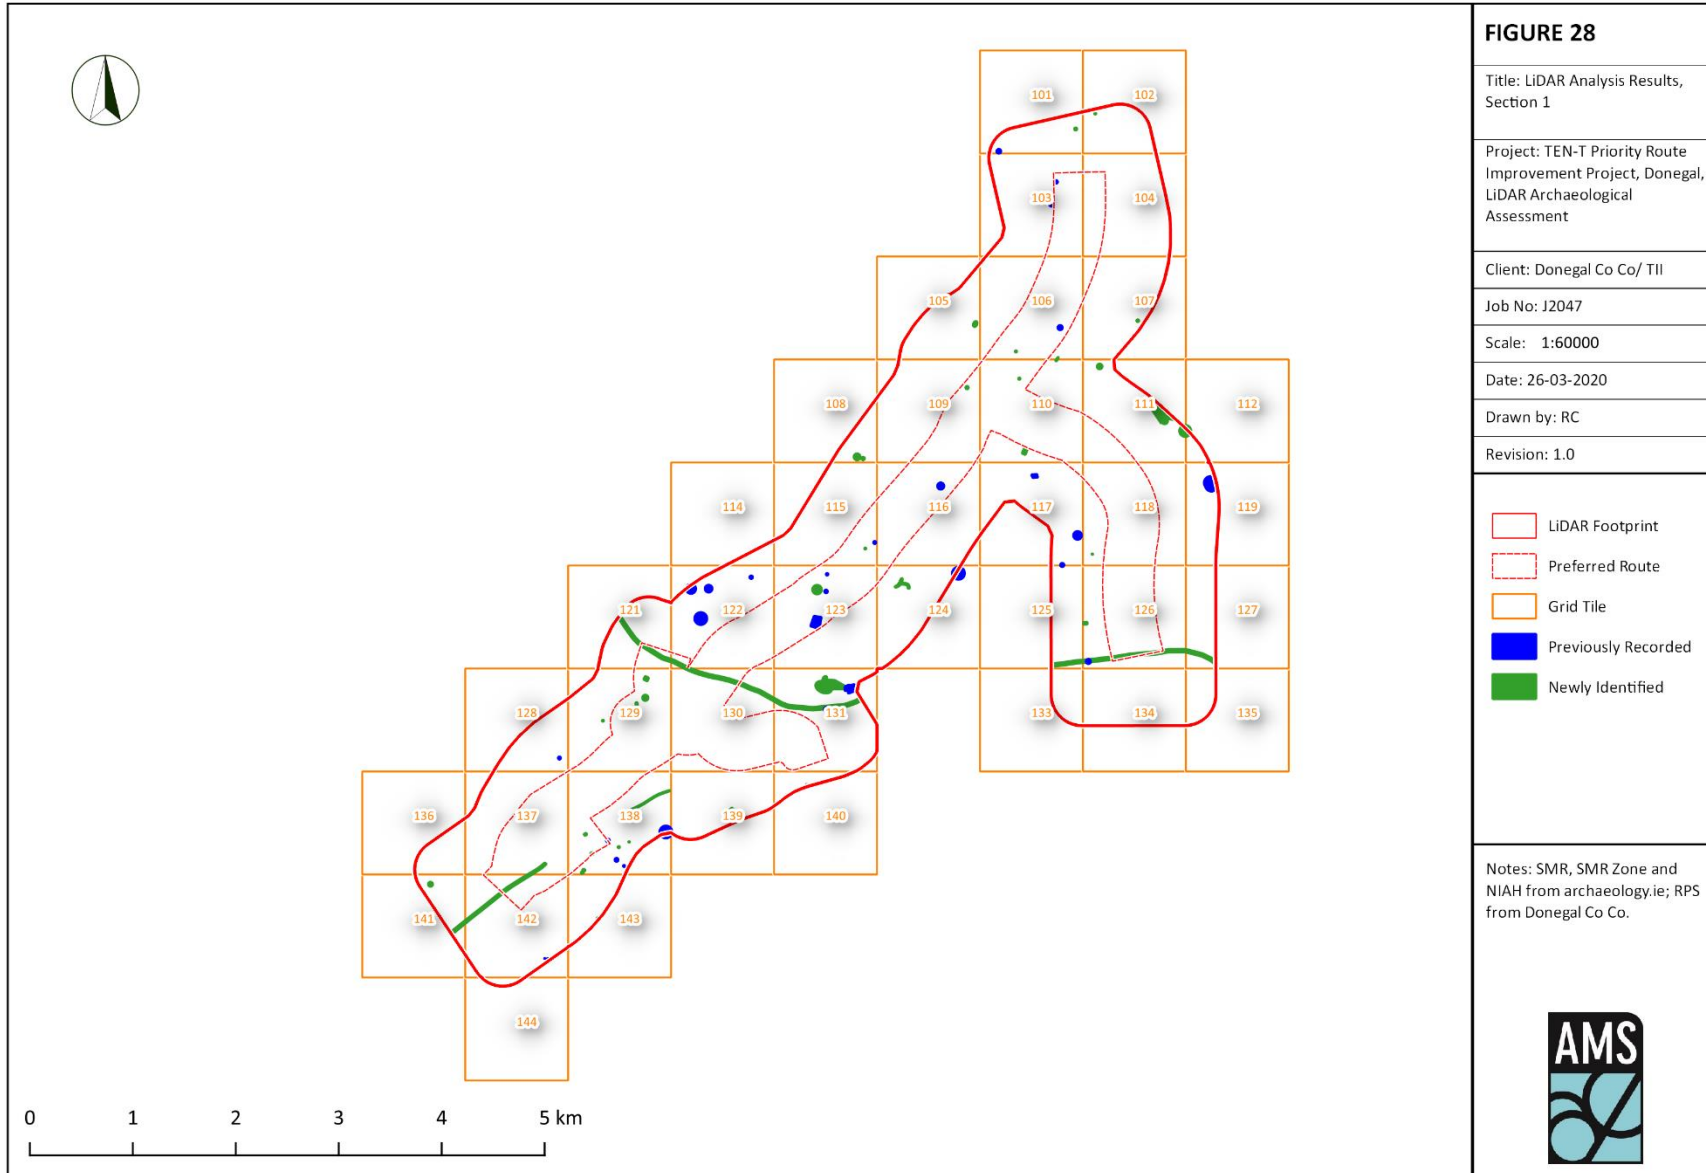 FIGURE 28
Title: LiDAR Analysis Results,
Section 1
Project: TEN-T Priority Route
Improvement Project, Donegal,
LiDAR Archaeological
Assessment
Client: Donegal Co Co/ TII
Job No: J2047
Scale: 1:60000
Date: 26-03-2020
Drawn by: RC
Revision: 1.0
LiDAR Footprint
Preferred Route
Grid Tile
Previously Recorded
Newly Identified
Notes: SMR, SMR Zone and
NIAH from archaeology.ie; RPS
from Donegal Co Co.
AMS
101 102
103 104
105 106 107
108 109 110 111 112
114 115 116 117 118 119
121 122 123 124 125 126 127
128 129 130 131 133 134 135
136 137 138 139 140
141 142 143
144
0 1 2 3 4 5 km